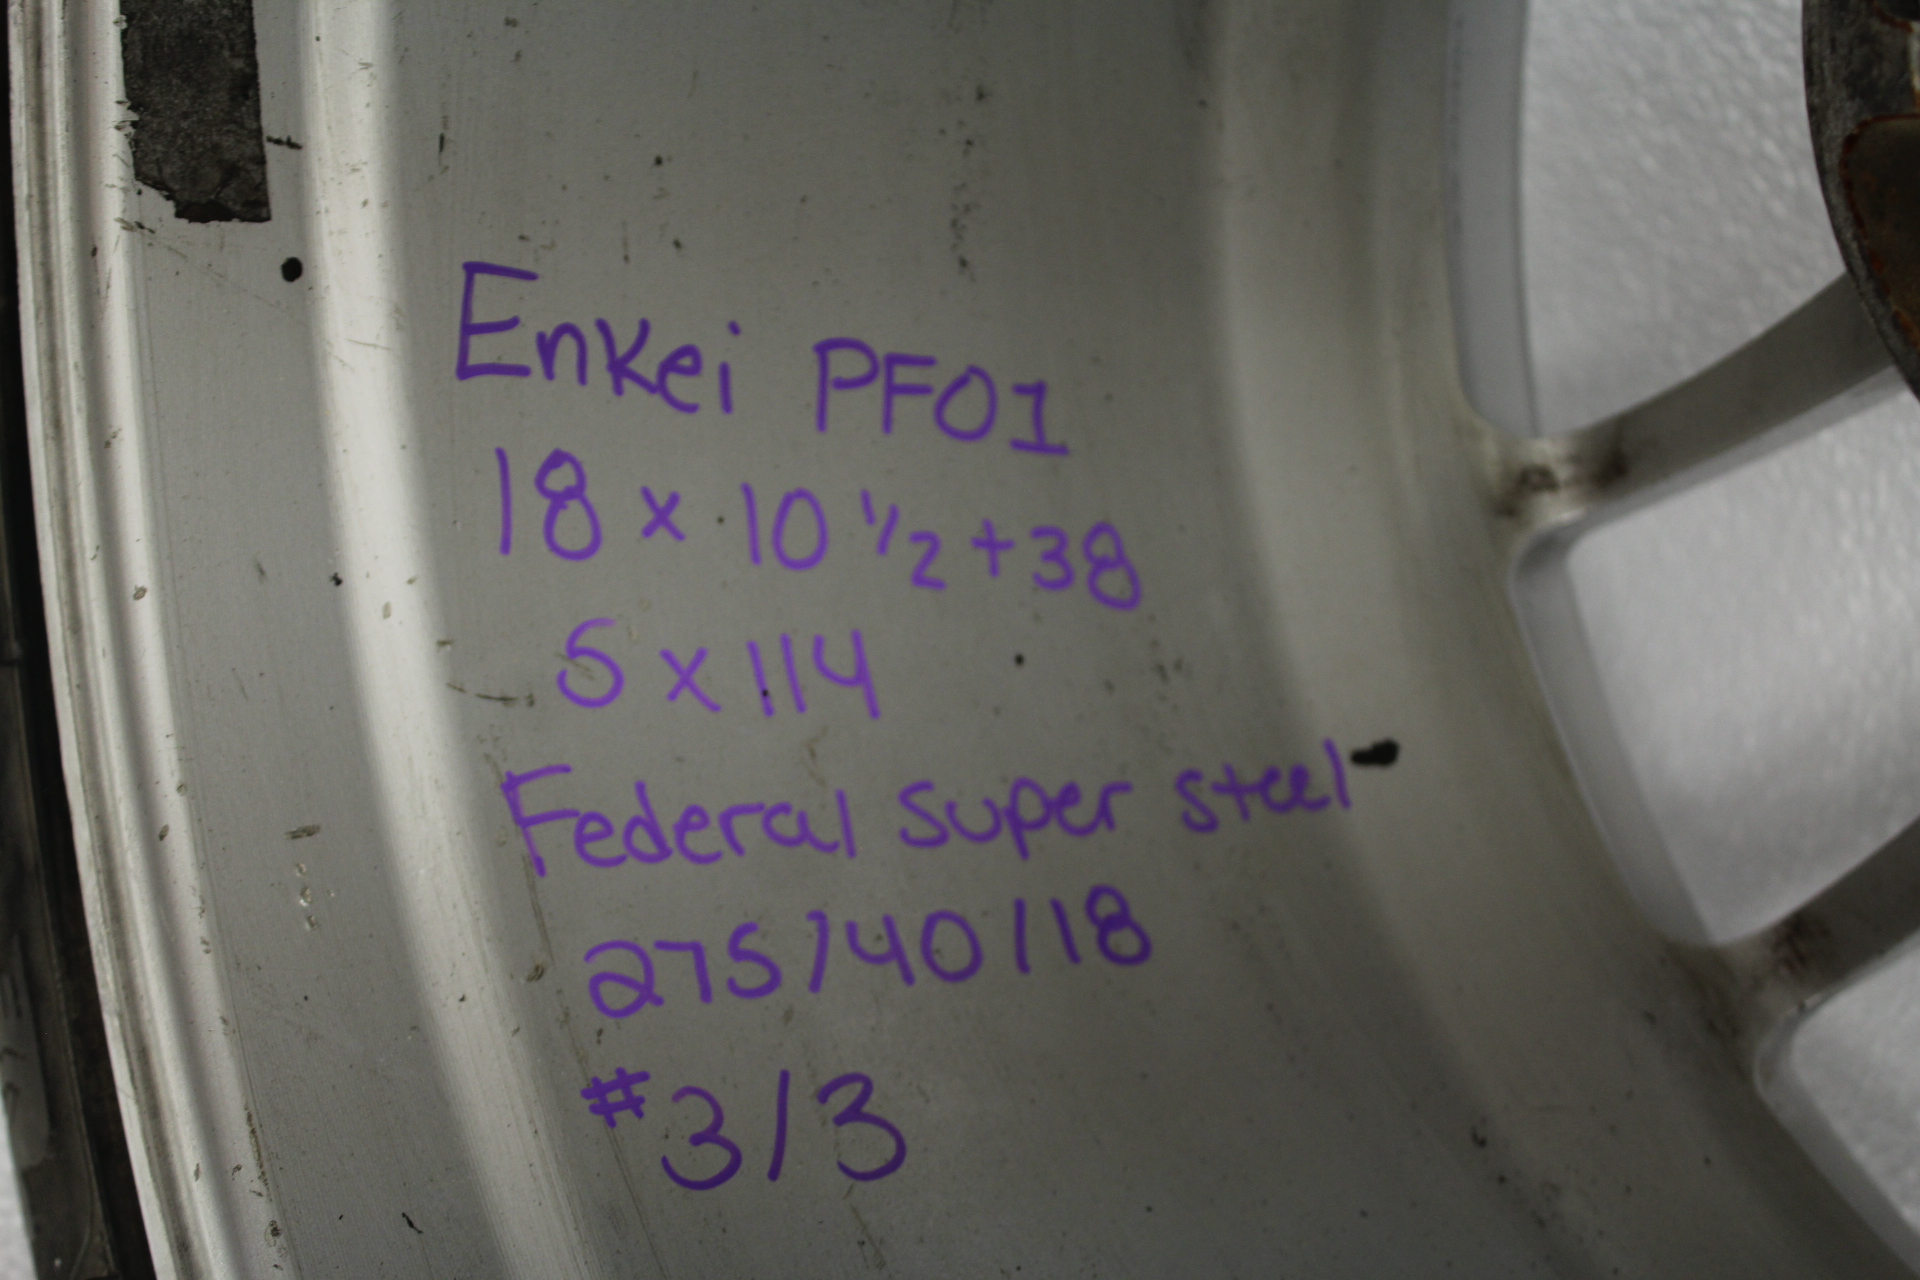 Enkei PF01
18 x 10 1/2 +38
5 x 114
Federal super steel
275/40/18
#3/3